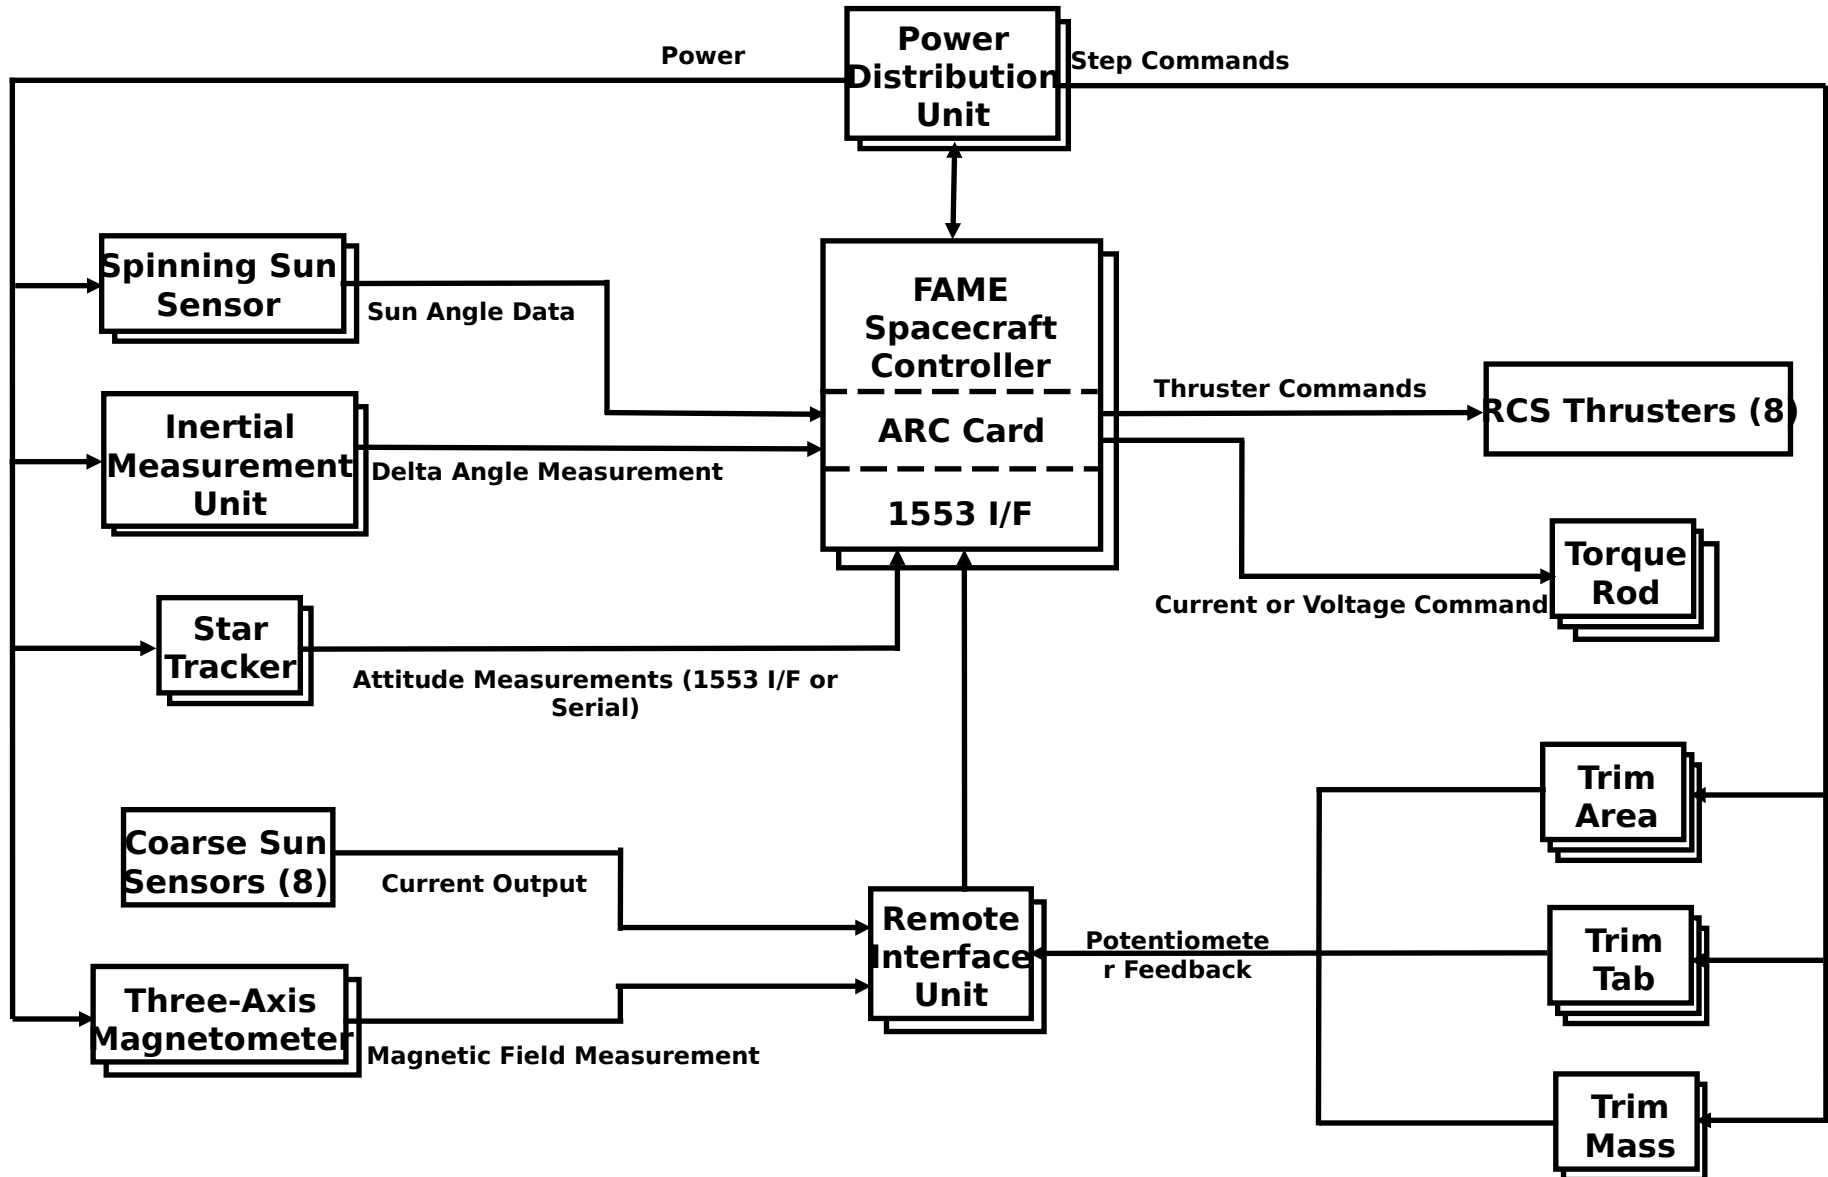 Power
Power
Distribution
Unit
Step Commands
Spinning Sun
Sensor
Sun Angle Data
FAME
Spacecraft
Controller
ARC Card
1553 I/F
Thruster Commands
RCS Thrusters (8)
Inertial
Measurement
Unit
Delta Angle Measurement
Torque
Rod
Current or Voltage Command
Star
Tracker
Attitude Measurements (1553 I/F or
Serial)
Trim
Area
Coarse Sun
Sensors (8)
Current Output
Remote
Interface
Unit
Potentiomete
r Feedback
Trim
Tab
Three-Axis
Magnetometer
Magnetic Field Measurement
Trim
Mass